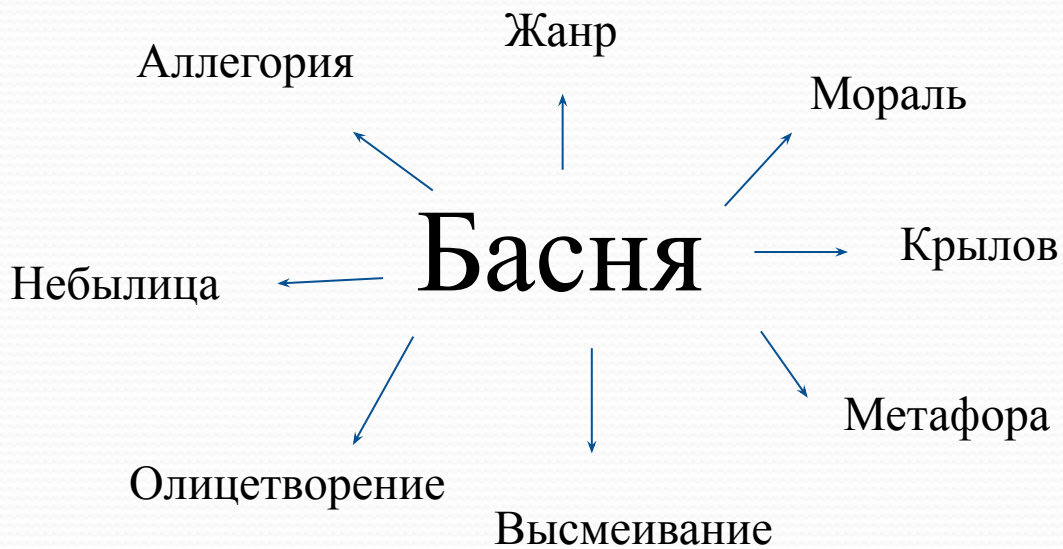 Жанр
Аллегория
Мораль
Басня
Крылов
Небылица
Метафора
Олицетворение
Высмеивание